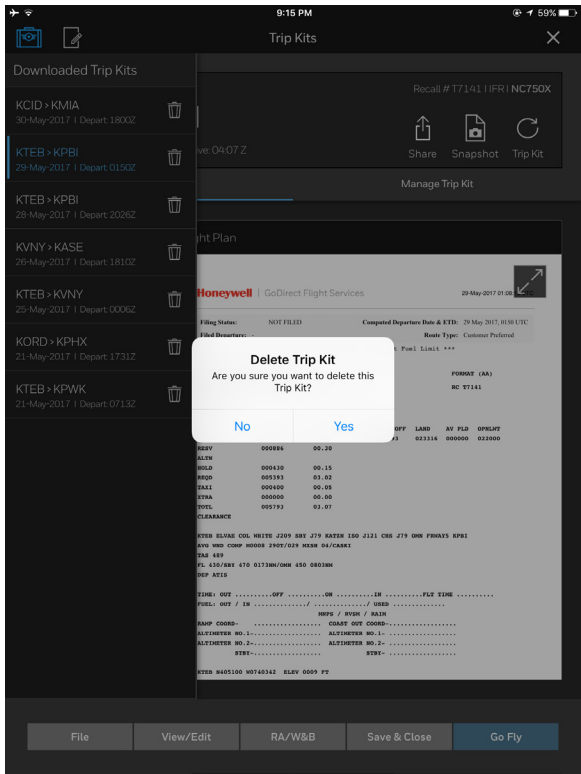 9:15 PM
59%
Trip Kits
Downloaded Trip Kits
KCID > KMIA
30-May-2017 | Depart: 1800Z
KTEB > KPBI
29-May-2017 | Depart: 0150Z
KTEB > KPBI
28-May-2017 | Depart: 2026Z
KVNY > KASE
26-May-2017 | Depart: 1810Z
KTEB > KVNY
25-May-2017 | Depart: 0006Z
KORD > KPHX
21-May-2017 | Depart: 1731Z
KTEB > KPWK
21-May-2017 | Depart: 0713Z
Recall # T7141 | IFR | NC750X
ve: 04:07 Z
Share Snapshot Trip Kit
Manage Trip Kit
ght Plan
Honeywell | GoDirect Flight Services
29-May-2017 01:09
Filing Status: NOT FILED Computed Departure Date & ETD: 29 May 2017, 0150 UTC
Filed Departure: - Route Type: Customer Preferred
t Fuel Limit ***
FORMAT (AA)
RC T7141
Delete Trip Kit
Are you sure you want to delete this
Trip Kit?
No Yes
OFF LAND AV PLD OPNLWT
3 023316 000000 022000
RESV 000886 00.20
ALTN
HOLD 000430 00.15
REQD 005393 03.02
TAXI 000400 00.05
XTRA 000000 00.00
TOTL 005793 03.07
CLEARANCE
KTEB ELVAE COL WHITE J209 SBY J79 KATZN ISO J121 CHS J79 OMN FRWAY5 KPBI
AVG WND COMP M0008 290T/029 MXSH 04/CASKI
TAS 489
FL 430/SBY 470 0173NM/OMN 450 0803NM
DEP ATIS
TIME: OUT ..........OFF ..........ON ..........IN ..........FLT TIME ..........
FUEL: OUT / IN ............./ ............../ USED ..............
MNPS / RVSM / RAIM
RAMP COORD- .................. COAST OUT COORD-..................
ALTIMETER NO.1-................. ALTIMETER NO.1- ..................
ALTIMETER NO.2-................. ALTIMETER NO.2- ..................
STBY-................. STBY- ..................
KTEB N405100 W0740342 ELEV 0009 FT
File View/Edit RA/W&B Save & Close Go Fly